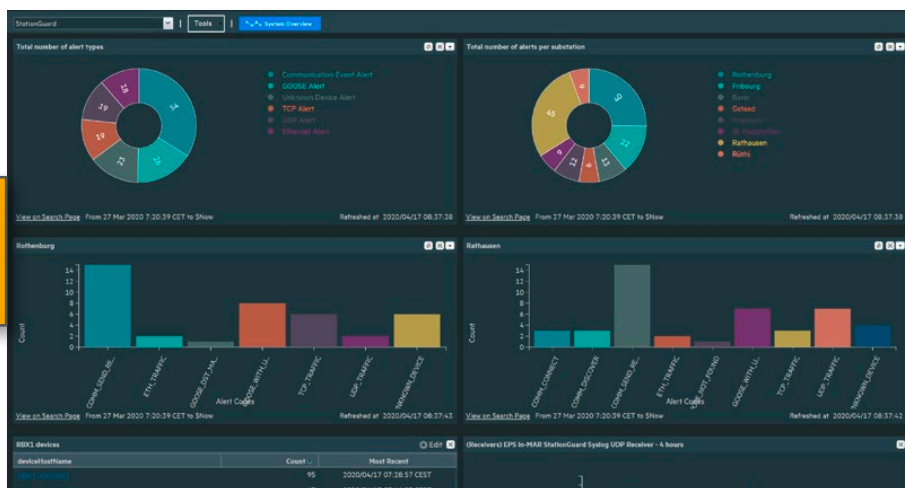 StationGuard
Tools
System Overview
Total number of alert types
54
26
23
19
19
18
Communication Event Alert
GOOSE Alert
Unknown Device Alert
TCP Alert
UDP Alert
Ethernet Alert
View on Search Page From 27 Mar 2020 7:20:39 CET to $Now
Refreshed at 2020/04/17 08:37:38
Total number of alerts per substation
40
22
13
6
12
9
45
Rothenburg
Fribourg
Basel
Gstaad
Rathausen
Rüthi
View on Search Page From 27 Mar 2020 7:20:39 CET to $Now
Refreshed at 2020/04/17 08:37:38
Rothenburg
Count
14
12
10
8
6
4
2
0
COMM_SEND_RE...
ETH_TRAFFIC
GOOSE_DST_MA...
GOOSE_WITH_U...
TCP_TRAFFIC
UDP_TRAFFIC
NKNOWN_DEVICE
Alert Codes
View on Search Page From 27 Mar 2020 7:20:39 CET to $Now
Refreshed at 2020/04/17 08:37:43
Rathausen
Count
14
12
10
8
6
4
2
0
COMM_CONNECT
COMM_DISCOVER
COMM_SEND_RE...
ETH_TRAFFIC
GOOSE_WITH_U...
TCP_TRAFFIC
UDP_TRAFFIC
NKNOWN_DEVICE
Alert Codes
View on Search Page From 27 Mar 2020 7:20:39 CET to $Now
Refreshed at 2020/04/17 08:37:42
RBX1 devices
Edit
deviceHostName
Count
Most Recent
95
2020/04/17 07:28:57 CEST
(Receivers) EPS In-MAR StationGuard Syslog UDP Receiver - 4 hours